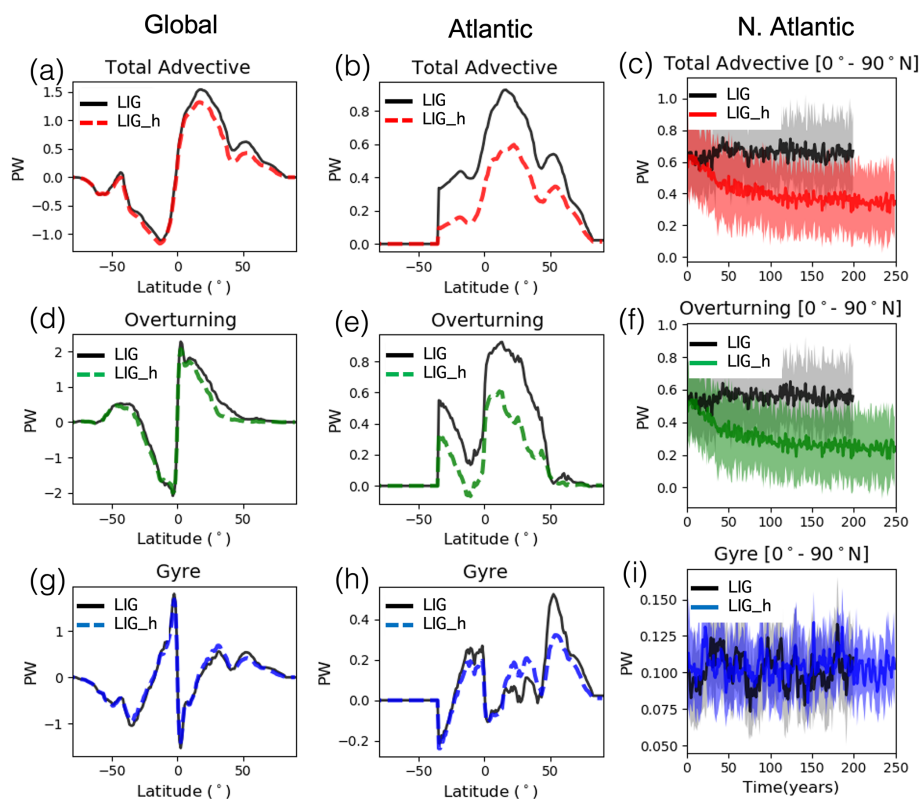 Global
Atlantic
N. Atlantic
(a)
Total Advective
LIG
LIG_h
PW
1.5
1.0
0.5
0.0
−0.5
−1.0
−50
0
50
Latitude (°)
(b)
Total Advective
LIG
LIG_h
PW
0.8
0.6
0.4
0.2
0.0
−50
0
50
Latitude (°)
(c)
Total Advective [0°- 90°N]
LIG
LIG_h
PW
1.0
0.8
0.6
0.4
0.2
0.0
0
50
100
150
200
250
(d)
Overturning
LIG
LIG_h
PW
2
1
0
−1
−2
−50
0
50
Latitude (°)
(e)
Overturning
LIG
LIG_h
PW
0.8
0.6
0.4
0.2
0.0
−50
0
50
Latitude (°)
(f)
Overturning [0°- 90°N]
LIG
LIG_h
PW
1.0
0.8
0.6
0.4
0.2
0.0
0
50
100
150
200
250
(g)
Gyre
LIG
LIG_h
PW
1
0
−1
−50
0
50
Latitude (°)
(h)
Gyre
LIG
LIG_h
PW
0.4
0.2
0.0
−0.2
−50
0
50
Latitude (°)
(i)
Gyre [0°- 90°N]
LIG
LIG_h
PW
0.150
0.125
0.100
0.075
0.050
0
50
100
150
200
250
Time(years)